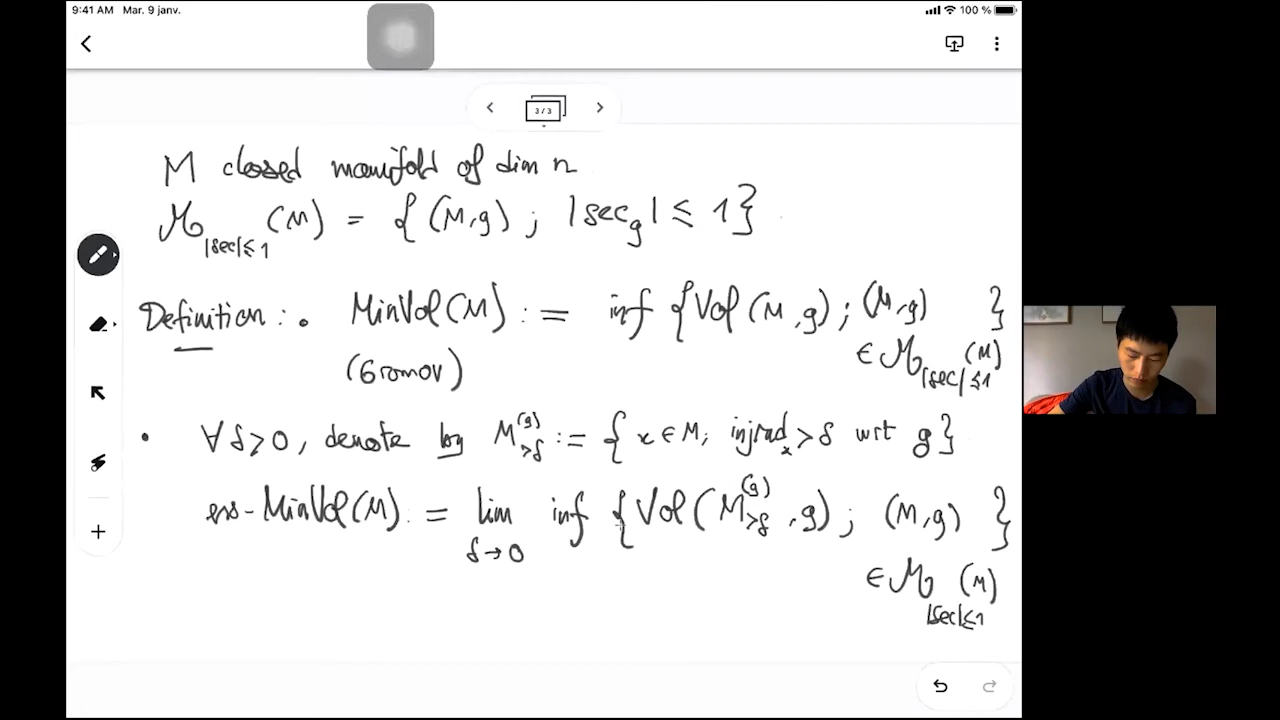 9:41 AM Mar. 9 janv.
100 %
3 / 3
M closed manifold of dim n
ℳ_{|sec|≤1} (M) = { (M,g) ; |sec_g| ≤ 1 }
Definition : • MinVol(M) := inf { Vol(M,g) ; (M,g) ∈ ℳ_{|sec|≤1} (M) }
(Gromov)
• ∀ δ > 0, denote by M_{>δ}^{(g)} := { x ∈ M; injrad_x > δ wrt g }
ess-MinVol(M) := lim_{δ→0} inf { Vol( M_{>δ}^{(g)}, g) ; (M,g) ∈ ℳ_{|sec|≤1} (M) }